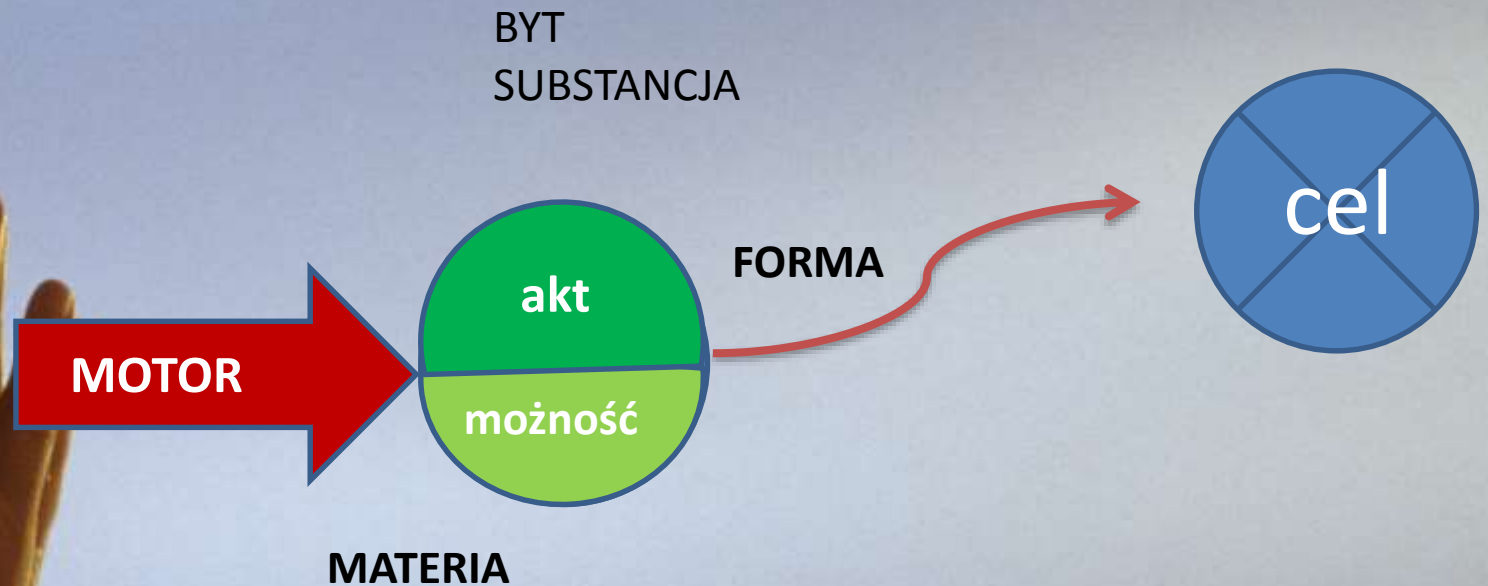 BYT
SUBSTANCJA
cel
FORMA
akt
MOTOR
możność
MATERIA